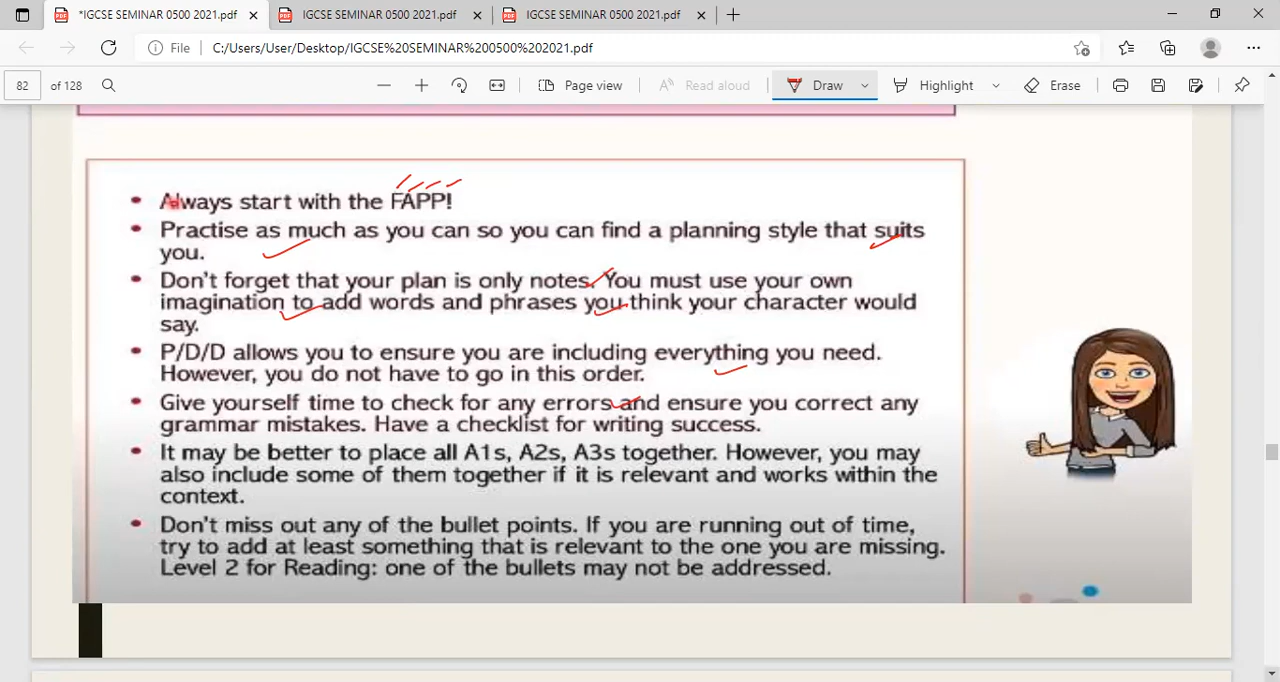 *IGCSE SEMINAR 0500 2021.pdf
IGCSE SEMINAR 0500 2021.pdf
IGCSE SEMINAR 0500 2021.pdf
File
C:/Users/User/Desktop/IGCSE%20SEMINAR%200500%202021.pdf
82 of 128
Page view
Read aloud
Draw
Highlight
Erase
• Always start with the FAPP!
• Practise as much as you can so you can find a planning style that suits
you.
• Don't forget that your plan is only notes. You must use your own
imagination to add words and phrases you think your character would
say.
• P/D/D allows you to ensure you are including everything you need.
However, you do not have to go in this order.
• Give yourself time to check for any errors and ensure you correct any
grammar mistakes. Have a checklist for writing success.
• It may be better to place all A1s, A2s, A3s together. However, you may
also include some of them together if it is relevant and works within the
context.
• Don't miss out any of the bullet points. If you are running out of time,
try to add at least something that is relevant to the one you are missing.
Level 2 for Reading: one of the bullets may not be addressed.